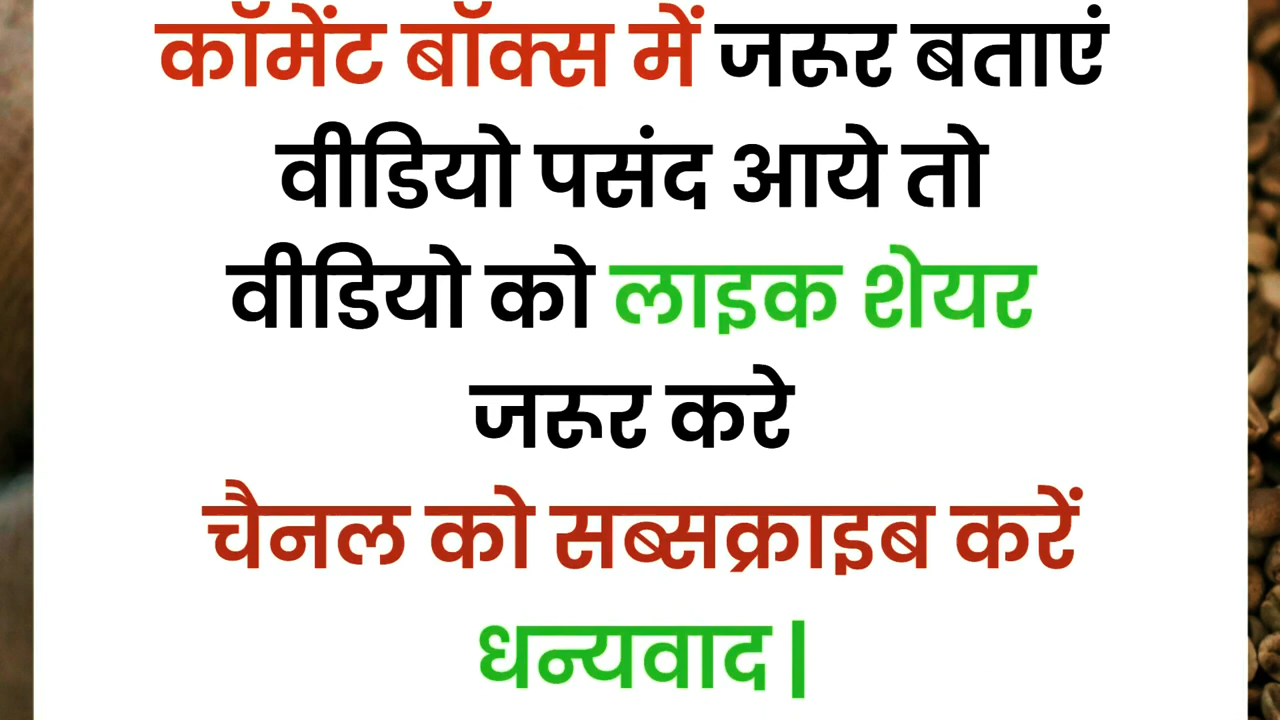 कॉमेंट बॉक्स में जरूर बताएं
वीडियो पसंद आये तो
वीडियो को लाइक शेयर
जरूर करे
चैनल को सब्सक्राइब करें
धन्यवाद |